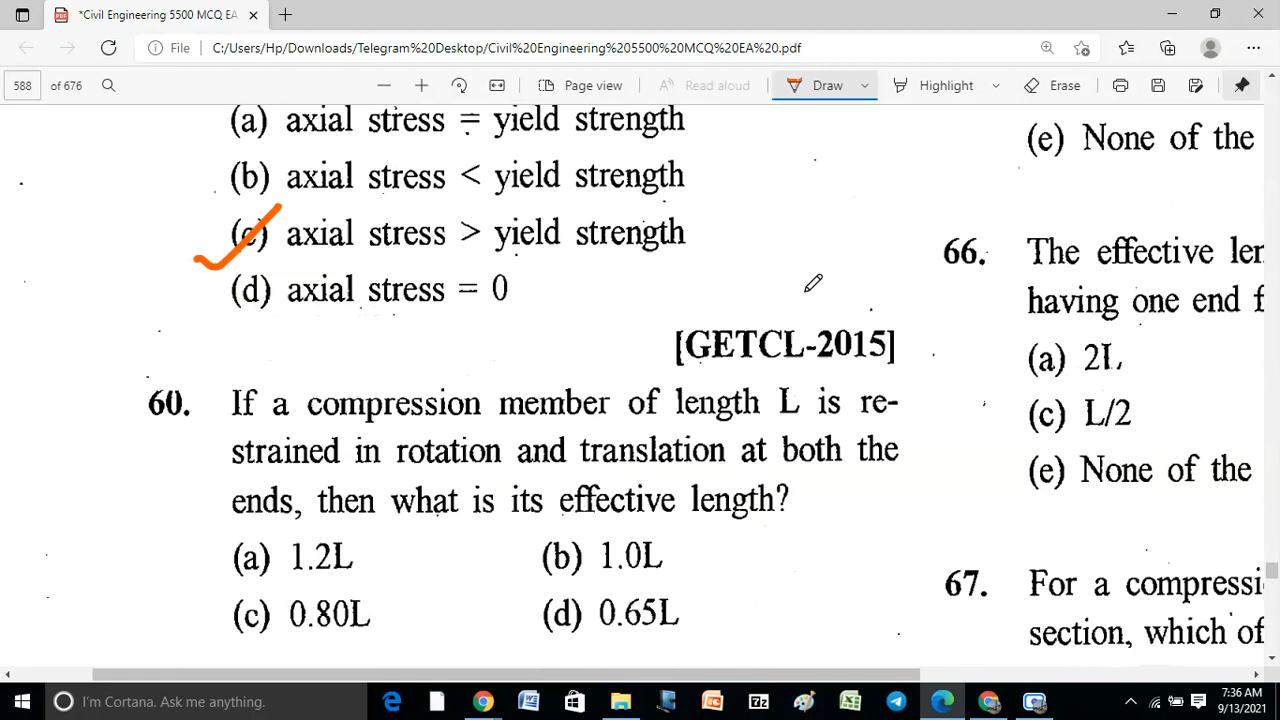 *Civil Engineering 5500 MCQ EA
File
C:/Users/Hp/Downloads/Telegram%20Desktop/Civil%20Engineering%205500%20MCQ%20EA%20.pdf
588 of 676
Page view
Read aloud
Draw
Highlight
Erase
(a) axial stress = yield strength
(b) axial stress < yield strength
(c) axial stress > yield strength
(d) axial stress = 0
[GETCL-2015]
60. If a compression member of length L is re-
strained in rotation and translation at both the
ends, then what is its effective length?
(a) 1.2L (b) 1.0L
(c) 0.80L (d) 0.65L
(e) None of the
66. The effective ler
having one end f
(a) 2L
(c) L/2
(e) None of the
67. For a compressi
section, which of
I'm Cortana. Ask me anything.
7:36 AM
9/13/2021